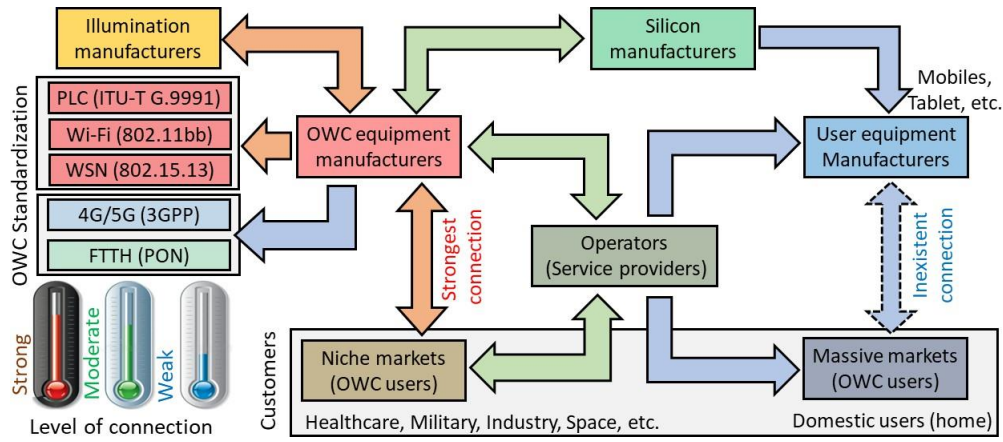 Illumination
manufacturers
Silicon
manufacturers
Mobiles,
Tablet, etc.
OWC Standardization
PLC (ITU-T G.9991)
Wi-Fi (802.11bb)
WSN (802.15.13)
OWC equipment
manufacturers
User equipment
Manufacturers
4G/5G (3GPP)
FTTH (PON)
Strongest
connection
Operators
(Service providers)
Inexistent
connection
Strong
Moderate
Weak
Level of connection
Customers
Niche markets
(OWC users)
Massive markets
(OWC users)
Healthcare, Military, Industry, Space, etc.
Domestic users (home)